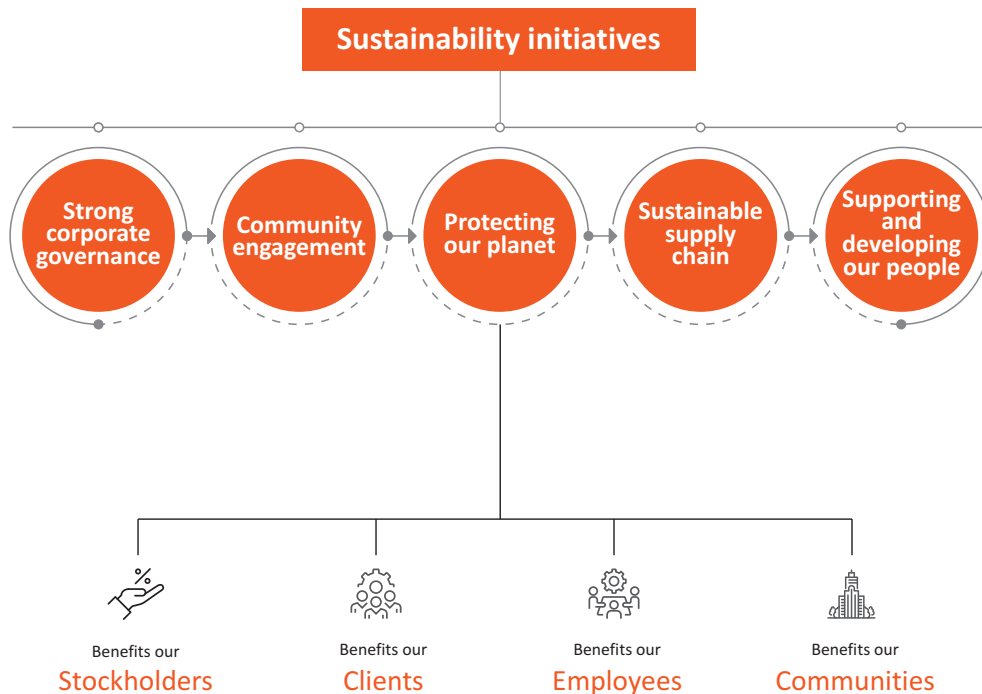 Sustainability initiatives
Strong
corporate
governance
Community
engagement
Protecting
our planet
Sustainable
supply
chain
Supporting
and
developing
our people
%
Benefits our
Stockholders
Benefits our
Clients
Benefits our
Employees
Benefits our
Communities